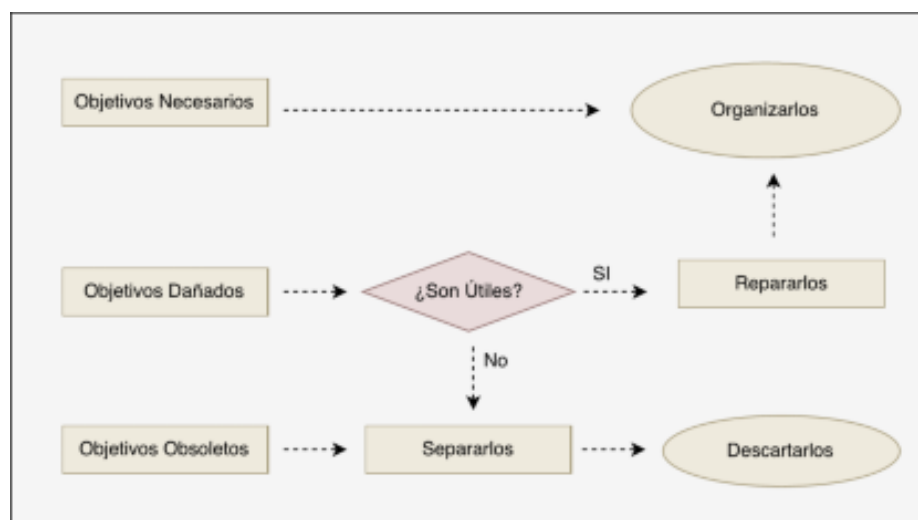 Objetivos Necesarios
Organizarlos
Objetivos Dañados
¿Son Útiles?
SI
Repararlos
No
Objetivos Obsoletos
Separarlos
Descartarlos